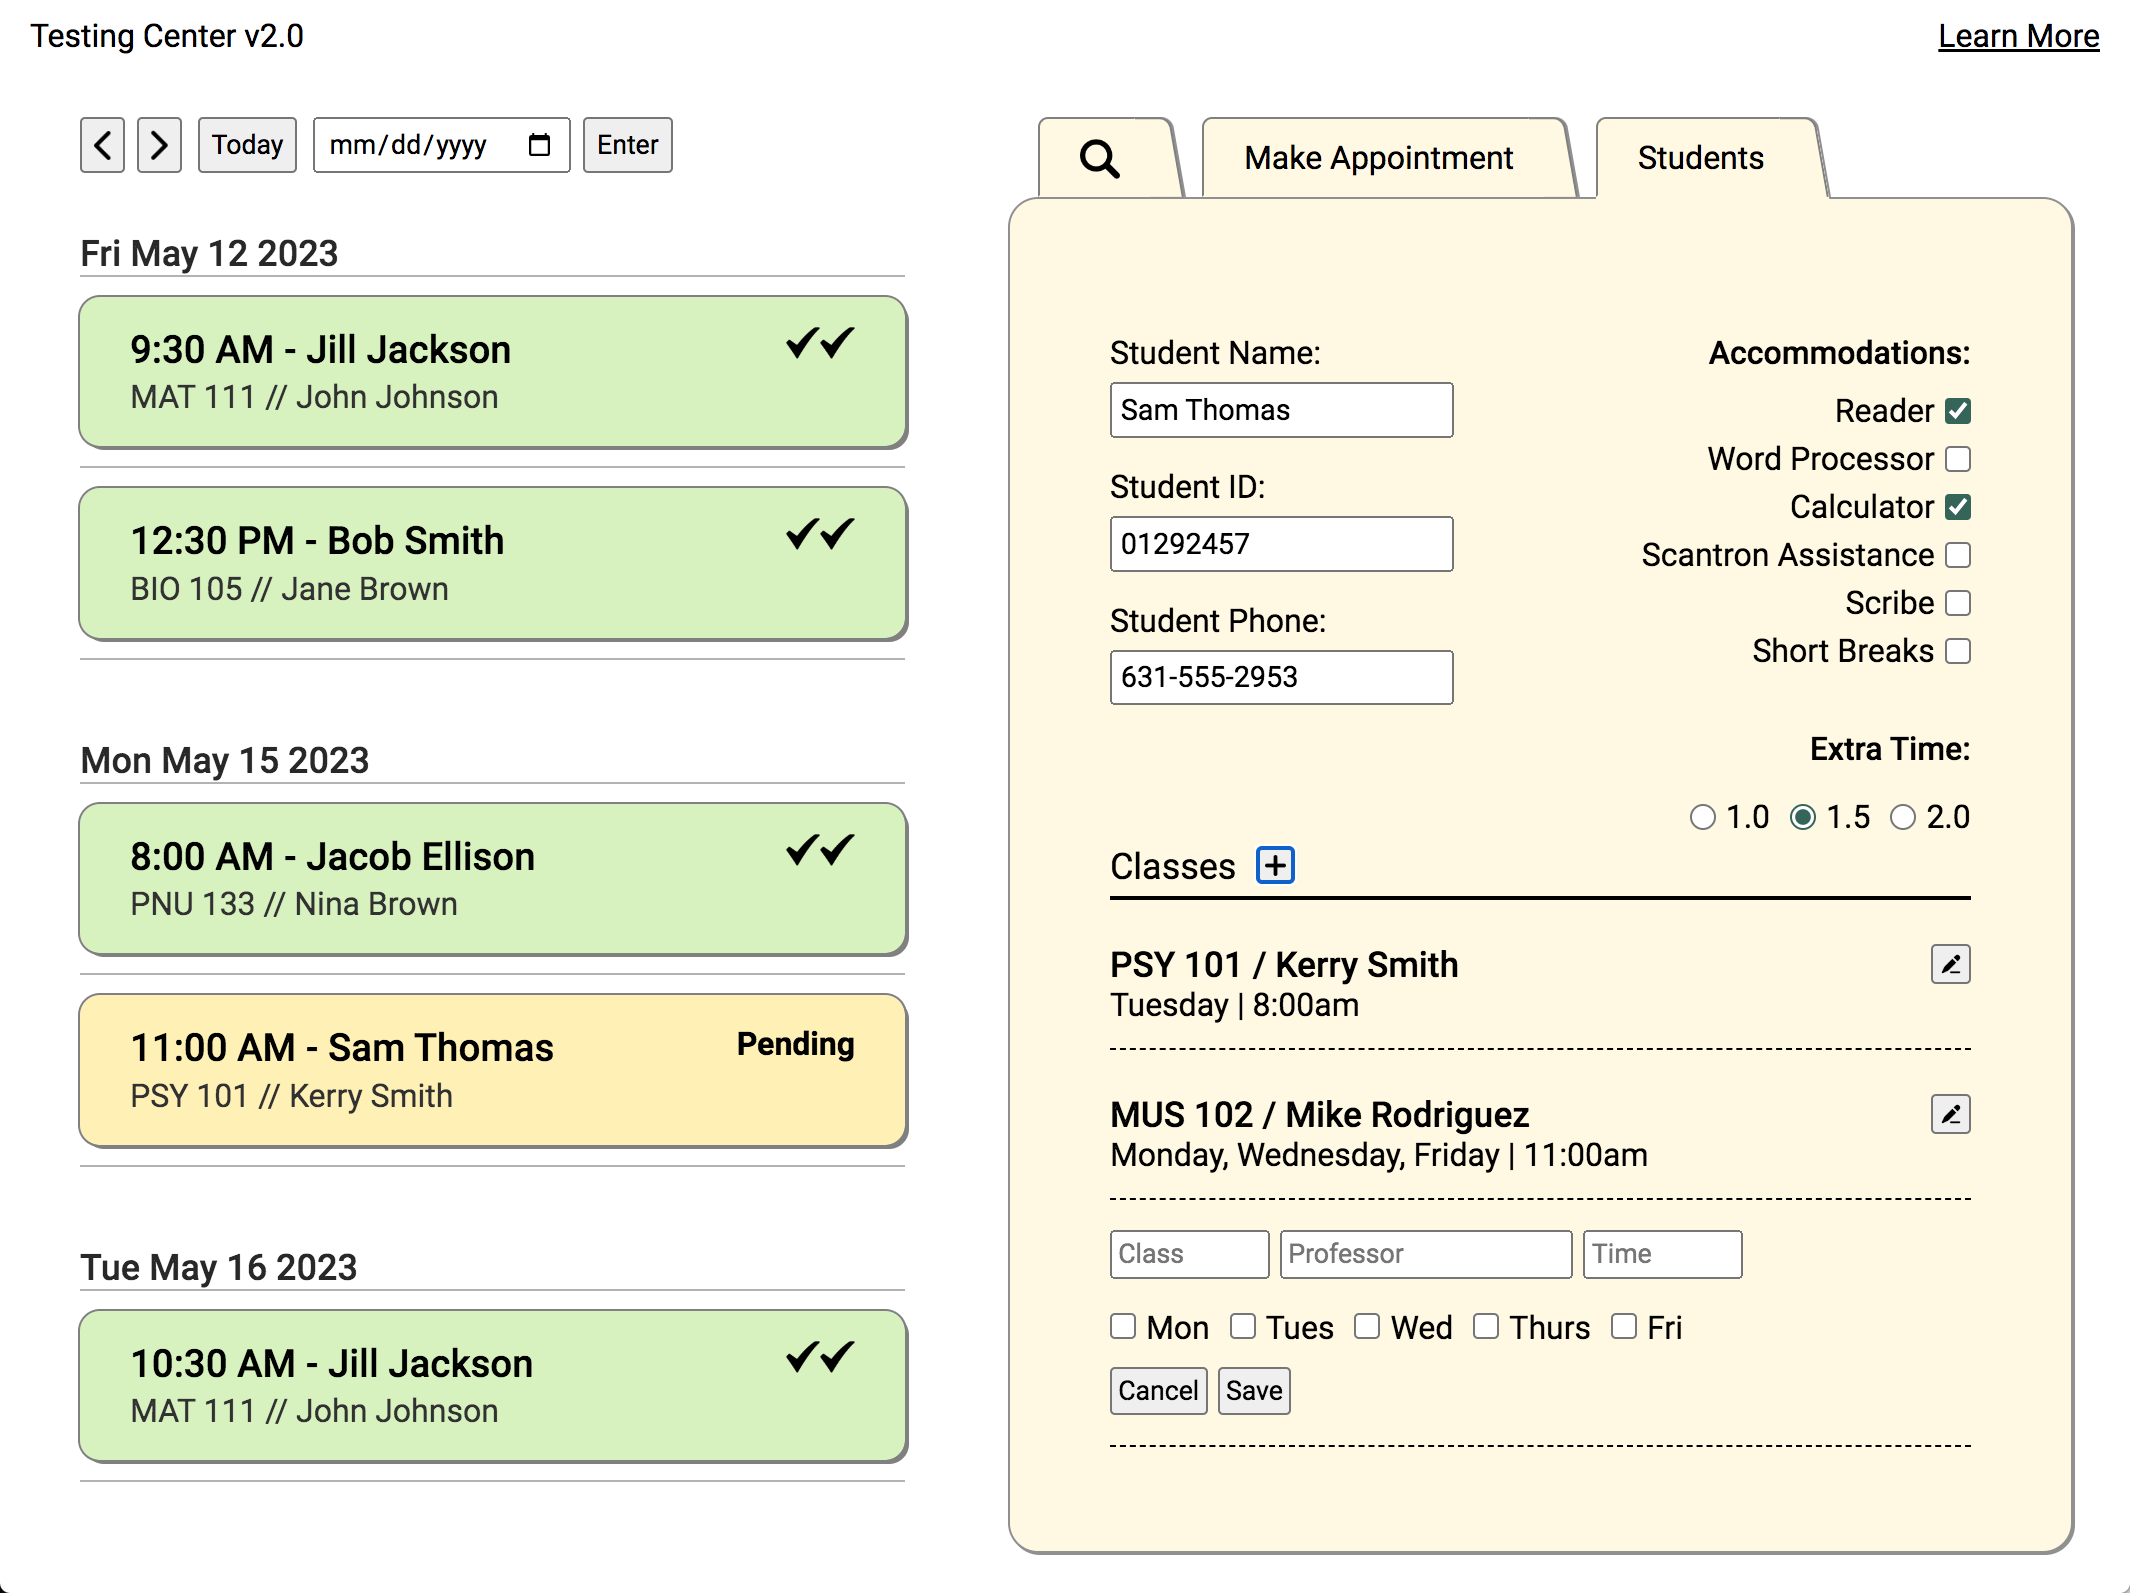 Testing Center v2.0
Learn More
Today
mm/dd/yyyy
Enter
Fri May 12 2023
9:30 AM - Jill Jackson
MAT 111 // John Johnson
12:30 PM - Bob Smith
BIO 105 // Jane Brown
Mon May 15 2023
8:00 AM - Jacob Ellison
PNU 133 // Nina Brown
11:00 AM - Sam Thomas
Pending
PSY 101 // Kerry Smith
Tue May 16 2023
10:30 AM - Jill Jackson
MAT 111 // John Johnson
Make Appointment
Students
Student Name:
Sam Thomas
Student ID:
01292457
Student Phone:
631-555-2953
Accommodations:
Reader
Word Processor
Calculator
Scantron Assistance
Scribe
Short Breaks
Extra Time:
1.0 1.5 2.0
Classes
PSY 101 / Kerry Smith
Tuesday | 8:00am
MUS 102 / Mike Rodriguez
Monday, Wednesday, Friday | 11:00am
Class Professor Time
Mon Tues Wed Thurs Fri
Cancel Save